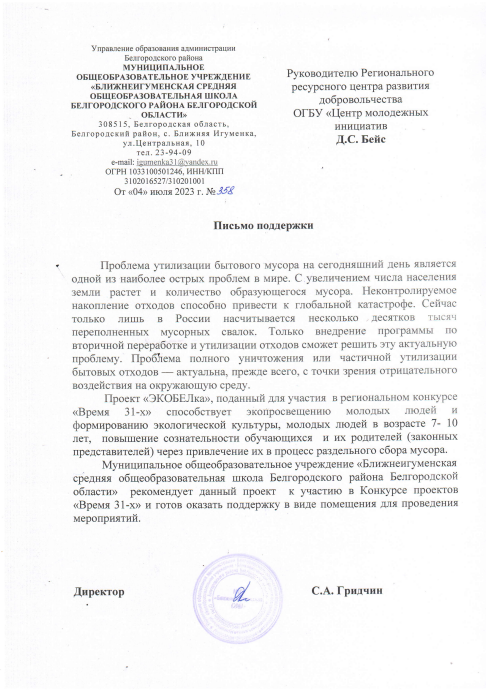 Управление образования администрации
Белгородского района
МУНИЦИПАЛЬНОЕ
ОБЩЕОБРАЗОВАТЕЛЬНОЕ УЧРЕЖДЕНИЕ
«БЛИЖНЕИГУМЕНСКАЯ СРЕДНЯЯ
ОБЩЕОБРАЗОВАТЕЛЬНАЯ ШКОЛА
БЕЛГОРОДСКОГО РАЙОНА БЕЛГОРОДСКОЙ
ОБЛАСТИ»
308515, Белгородская область,
Белгородский район, с. Ближняя Игуменка,
ул.Центральная, 10
тел. 23-94-09
e-mail: igumenka31@yandex.ru
ОГРН 1033100501246, ИНН/КПП
3102016527/310201001
От «04» июля 2023 г. № 358
Руководителю Регионального
ресурсного центра развития
добровольчества
ОГБУ «Центр молодежных
инициатив
Д.С. Бейс
Письмо поддержки
Проблема утилизации бытового мусора на сегодняшний день является
одной из наиболее острых проблем в мире. С увеличением числа населения
земли растет и количество образующегося мусора. Неконтролируемое
накопление отходов способно привести к глобальной катастрофе. Сейчас
только лишь в России насчитывается несколько десятков тысяч
переполненных мусорных свалок. Только внедрение программы по
вторичной переработке и утилизации отходов сможет решить эту актуальную
проблему. Проблема полного уничтожения или частичной утилизации
бытовых отходов — актуальна, прежде всего, с точки зрения отрицательного
воздействия на окружающую среду.
Проект «ЭКОБЕЛка», поданный для участия в региональном конкурсе
«Время 31-х» способствует экопросвещению молодых людей и
формированию экологической культуры, молодых людей в возрасте 7- 10
лет, повышение сознательности обучающихся и их родителей (законных
представителей) через привлечение их в процесс раздельного сбора мусора.
Муниципальное общеобразовательное учреждение «Ближнеигуменская
средняя общеобразовательная школа Белгородского района Белгородской
области» рекомендует данный проект к участию в Конкурсе проектов
«Время 31-х» и готов оказать поддержку в виде помещения для проведения
мероприятий.
Директор С.А. Гридчин